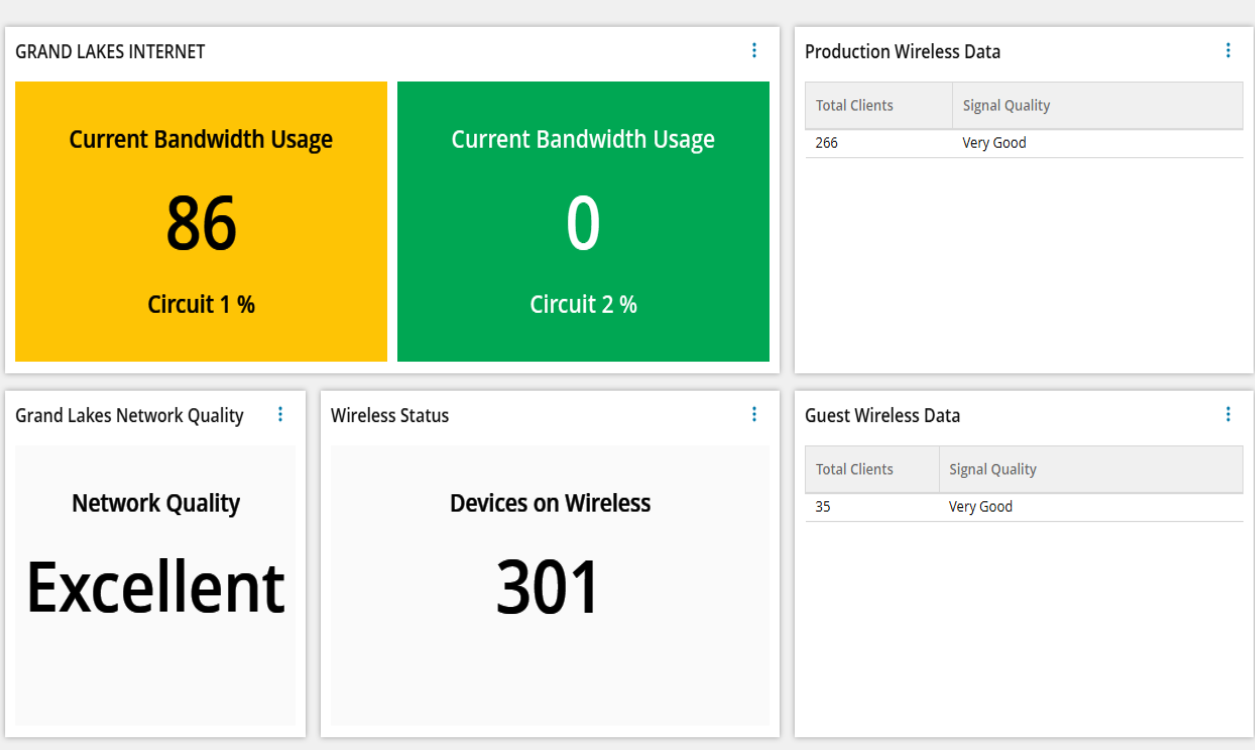 GRAND LAKES INTERNET
Current Bandwidth Usage
86
Circuit 1 %
Current Bandwidth Usage
0
Circuit 2 %
Production Wireless Data
Total Clients Signal Quality
266 Very Good
Grand Lakes Network Quality
Network Quality
Excellent
Wireless Status
Devices on Wireless
301
Guest Wireless Data
Total Clients Signal Quality
35 Very Good